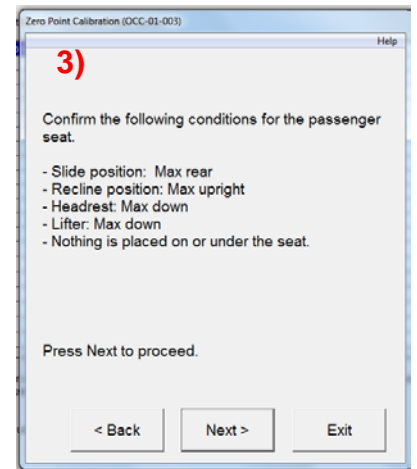 Zero Point Calibration (OCC-01-003)
Help
3)
Confirm the following conditions for the passenger
seat.
- Slide position:  Max rear
- Recline position: Max upright
- Headrest: Max down
- Lifter: Max down
- Nothing is placed on or under the seat.
Press Next to proceed.
< Back
Next >
Exit